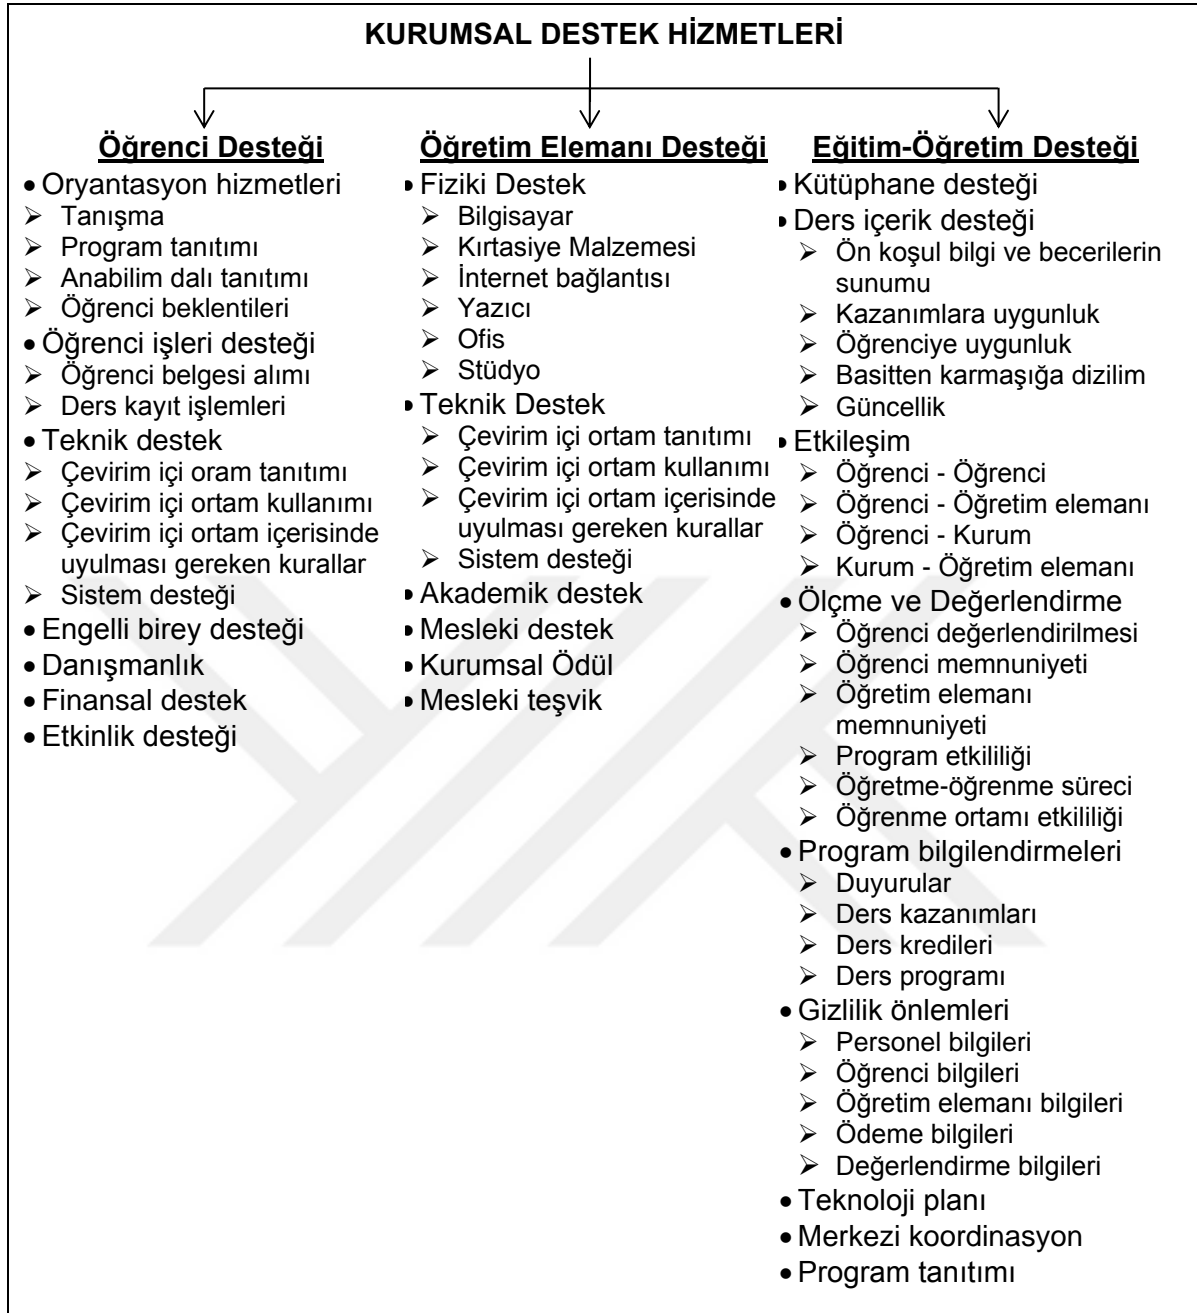 KURUMSAL DESTEK HİZMETLERİ
Öğrenci Desteği
• Oryantasyon hizmetleri
➢ Tanışma
➢ Program tanıtımı
➢ Anabilim dalı tanıtımı
➢ Öğrenci beklentileri
• Öğrenci işleri desteği
➢ Öğrenci belgesi alımı
➢ Ders kayıt işlemleri
• Teknik destek
➢ Çevirim içi oram tanıtımı
➢ Çevirim içi ortam kullanımı
➢ Çevirim içi ortam içerisinde
uyulması gereken kurallar
➢ Sistem desteği
• Engelli birey desteği
• Danışmanlık
• Finansal destek
• Etkinlik desteği
Öğretim Elemanı Desteği
• Fiziki Destek
➢ Bilgisayar
➢ Kırtasiye Malzemesi
➢ İnternet bağlantısı
➢ Yazıcı
➢ Ofis
➢ Stüdyo
• Teknik Destek
➢ Çevirim içi ortam tanıtımı
➢ Çevirim içi ortam kullanımı
➢ Çevirim içi ortam içerisinde
uyulması gereken kurallar
➢ Sistem desteği
• Akademik destek
• Mesleki destek
• Kurumsal Ödül
• Mesleki teşvik
Eğitim-Öğretim Desteği
• Kütüphane desteği
• Ders içerik desteği
➢ Ön koşul bilgi ve becerilerin
sunumu
➢ Kazanımlara uygunluk
➢ Öğrenciye uygunluk
➢ Basitten karmaşığa dizilim
➢ Güncellik
• Etkileşim
➢ Öğrenci - Öğrenci
➢ Öğrenci - Öğretim elemanı
➢ Öğrenci - Kurum
➢ Kurum - Öğretim elemanı
• Ölçme ve Değerlendirme
➢ Öğrenci değerlendirilmesi
➢ Öğrenci memnuniyeti
➢ Öğretim elemanı
memnuniyeti
➢ Program etkililiği
➢ Öğretme-öğrenme süreci
➢ Öğrenme ortamı etkililiği
• Program bilgilendirmeleri
➢ Duyurular
➢ Ders kazanımları
➢ Ders kredileri
➢ Ders programı
• Gizlilik önlemleri
➢ Personel bilgileri
➢ Öğrenci bilgileri
➢ Öğretim elemanı bilgileri
➢ Ödeme bilgileri
➢ Değerlendirme bilgileri
• Teknoloji planı
• Merkezi koordinasyon
• Program tanıtımı